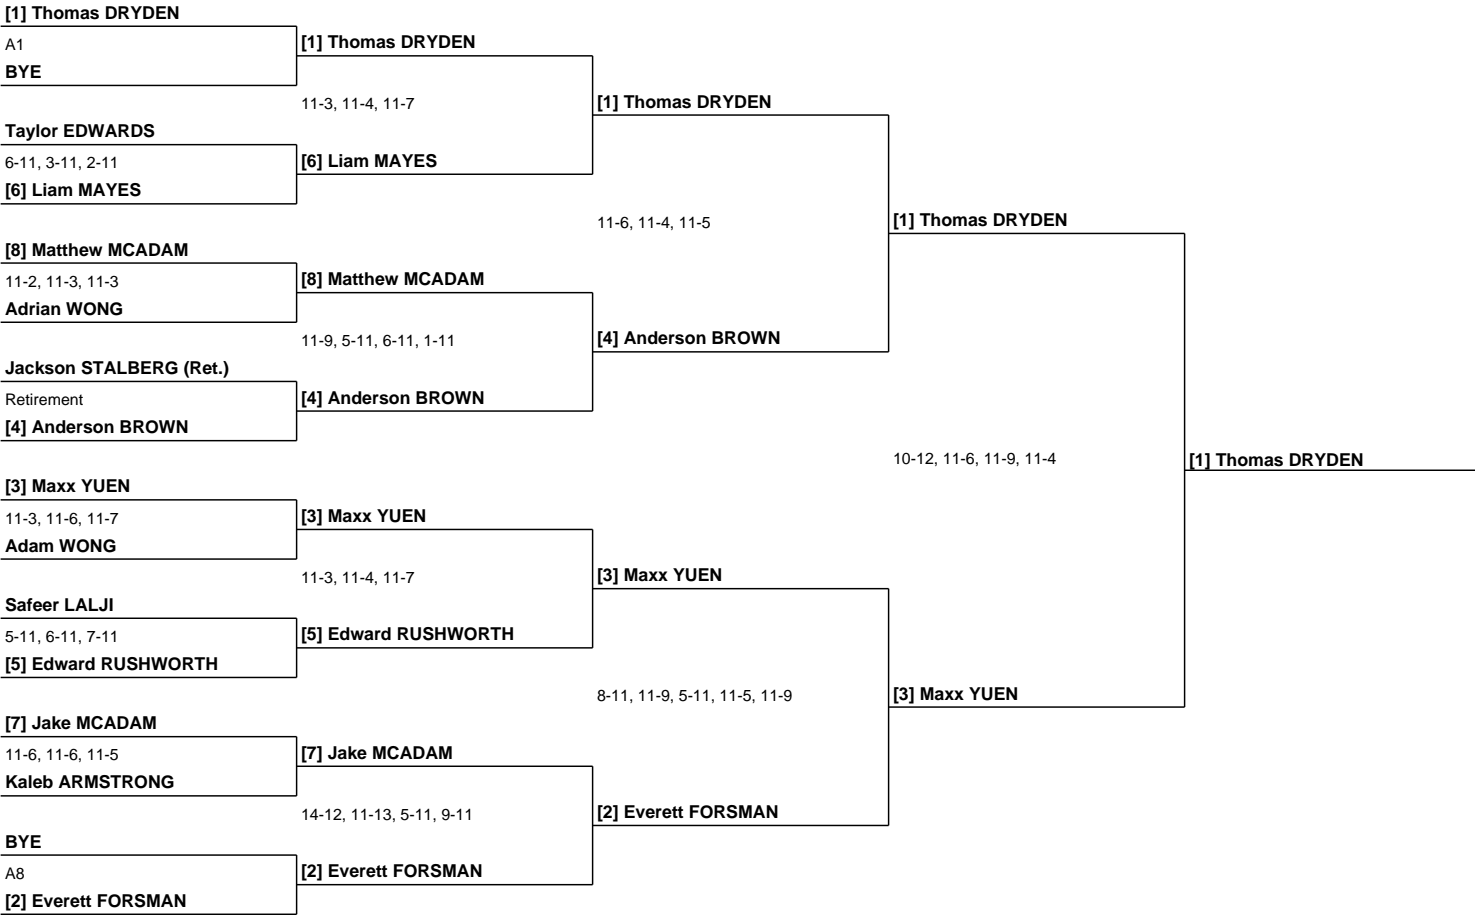 [1] Thomas DRYDEN
A1
BYE
Taylor EDWARDS
6-11, 3-11, 2-11
[6] Liam MAYES
[8] Matthew MCADAM
11-2, 11-3, 11-3
Adrian WONG
Jackson STALBERG (Ret.)
Retirement
[4] Anderson BROWN
[3] Maxx YUEN
11-3, 11-6, 11-7
Adam WONG
Safeer LALJI
5-11, 6-11, 7-11
[5] Edward RUSHWORTH
[7] Jake MCADAM
11-6, 11-6, 11-5
Kaleb ARMSTRONG
BYE
A8
[2] Everett FORSMAN
[1] Thomas DRYDEN
11-3, 11-4, 11-7
[6] Liam MAYES
[8] Matthew MCADAM
11-9, 5-11, 6-11, 1-11
[4] Anderson BROWN
[3] Maxx YUEN
11-3, 11-4, 11-7
[5] Edward RUSHWORTH
[7] Jake MCADAM
14-12, 11-13, 5-11, 9-11
[2] Everett FORSMAN
[1] Thomas DRYDEN
11-6, 11-4, 11-5
[4] Anderson BROWN
[3] Maxx YUEN
8-11, 11-9, 5-11, 11-5, 11-9
[2] Everett FORSMAN
[1] Thomas DRYDEN
10-12, 11-6, 11-9, 11-4
[3] Maxx YUEN
[1] Thomas DRYDEN